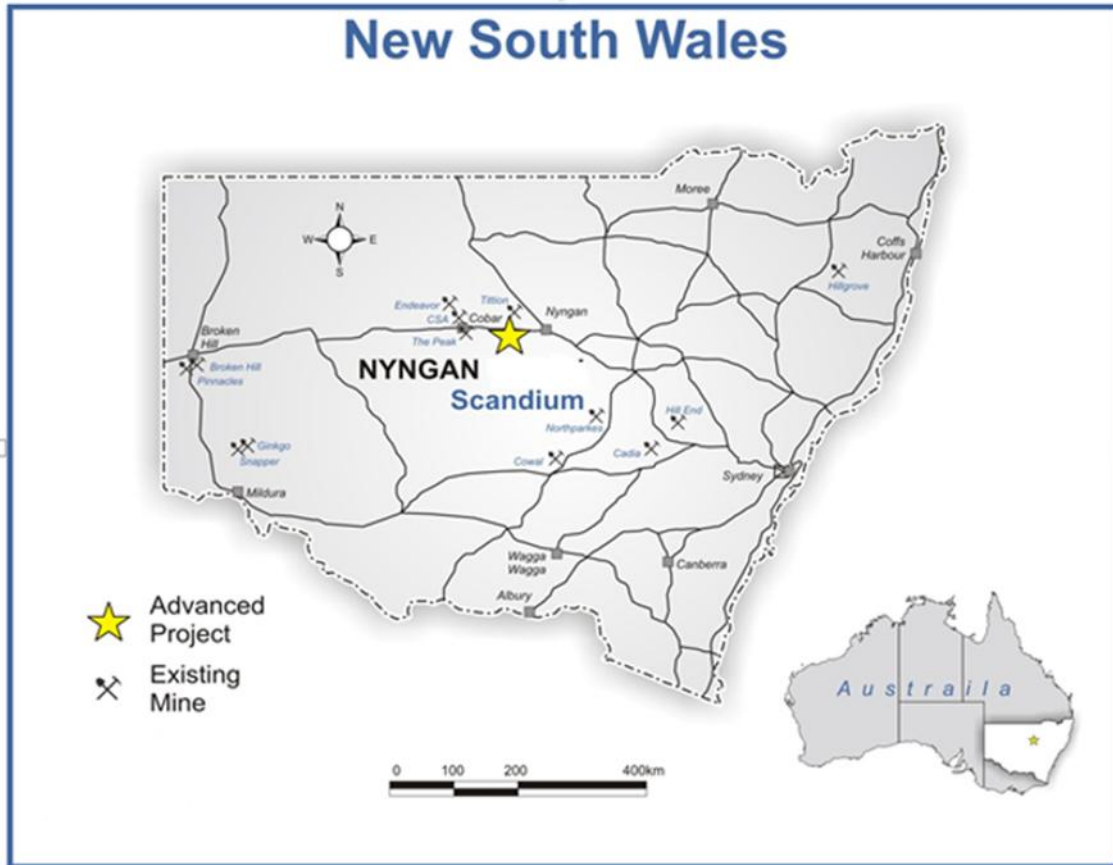 New South Wales
N
W
E
S
Moree
Coffs
Harbour
Hillgrove
Endeavor
Tittion
CSA
Cobar
Nyngan
The Peak
Broken
Hill
Broken Hill
Pinnacles
NYNGAN
Scandium
Hill End
Northparkes
Ginkgo
Snapper
Cowal
Cadia
Sydney
Mildura
Wagga
Wagga
Canberra
Albury
Advanced
Project
Existing
Mine
Austraila
0 100 200 400km